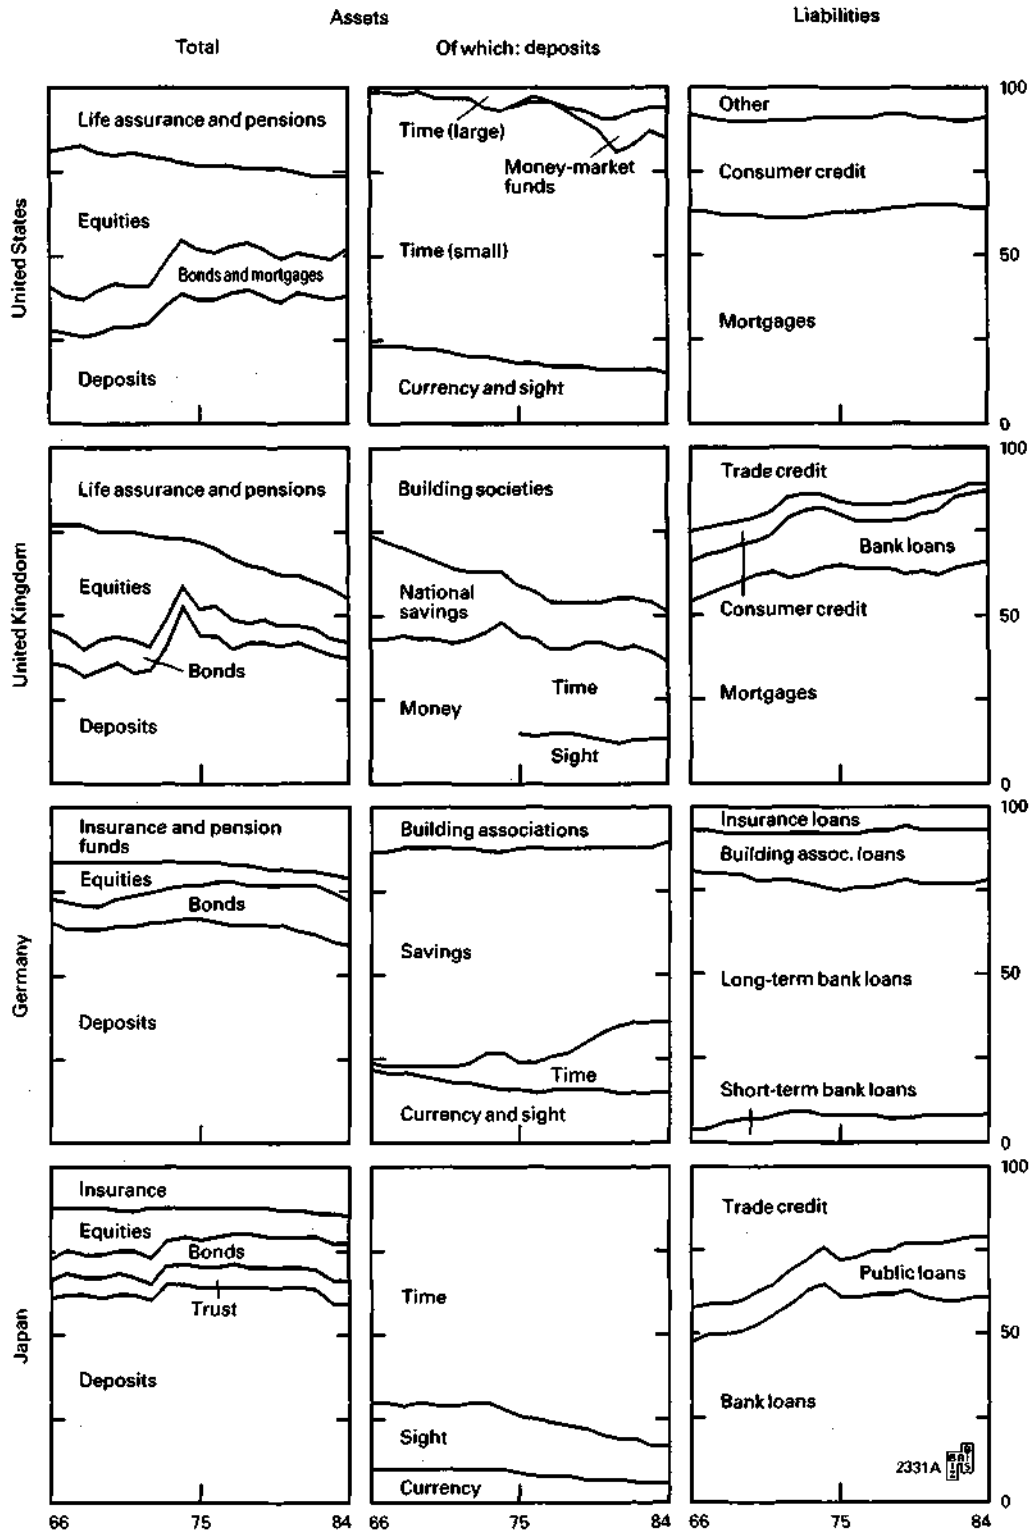 Assets
Liabilities
Total
Of which: deposits
United States
Life assurance and pensions
Equities
Bonds and mortgages
Deposits
Time (large)
Money-market
funds
Time (small)
Currency and sight
Other
Consumer credit
Mortgages
100
50
0
United Kingdom
Life assurance and pensions
Equities
Bonds
Deposits
Building societies
National
savings
Time
Money
Sight
Trade credit
Bank loans
Consumer credit
Mortgages
100
50
0
Germany
Insurance and pension
funds
Equities
Bonds
Deposits
Building associations
Savings
Time
Currency and sight
Insurance loans
Building assoc. loans
Long-term bank loans
Short-term bank loans
100
50
0
Japan
Insurance
Equities
Bonds
Trust
Deposits
Time
Sight
Currency
Trade credit
Public loans
Bank loans
2331A
100
50
0
66 75 84 66 75 84 66 75 84